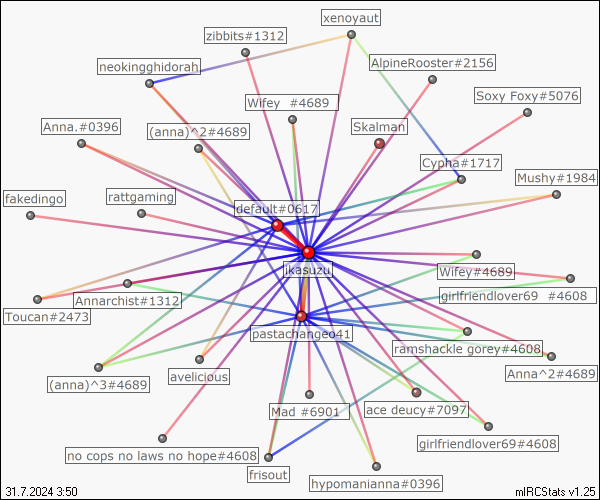 xenoyaut
zibbits#1312
AlpineRooster#2156
neokingghidorah
Soxy Foxy#5076
Wifey  #4689
Anna.#0396
(anna)^2#4689
Skalman
Cypha#1717
Mushy#1984
fakedingo
rattgaming
default#0617
jkasuzu
Wifey#4689
girlfriendlover69  #4608
Annarchist#1312
Toucan#2473
pastachangeo41
ramshackle gorey#4608
Anna^2#4689
(anna)^3#4689
avelicious
Mad #6901
ace deucy#7097
girlfriendlover69#4608
no cops no laws no hope#4608
frisout
hypomanianna#0396
31.7.2024 3:50
mIRCStats v1.25